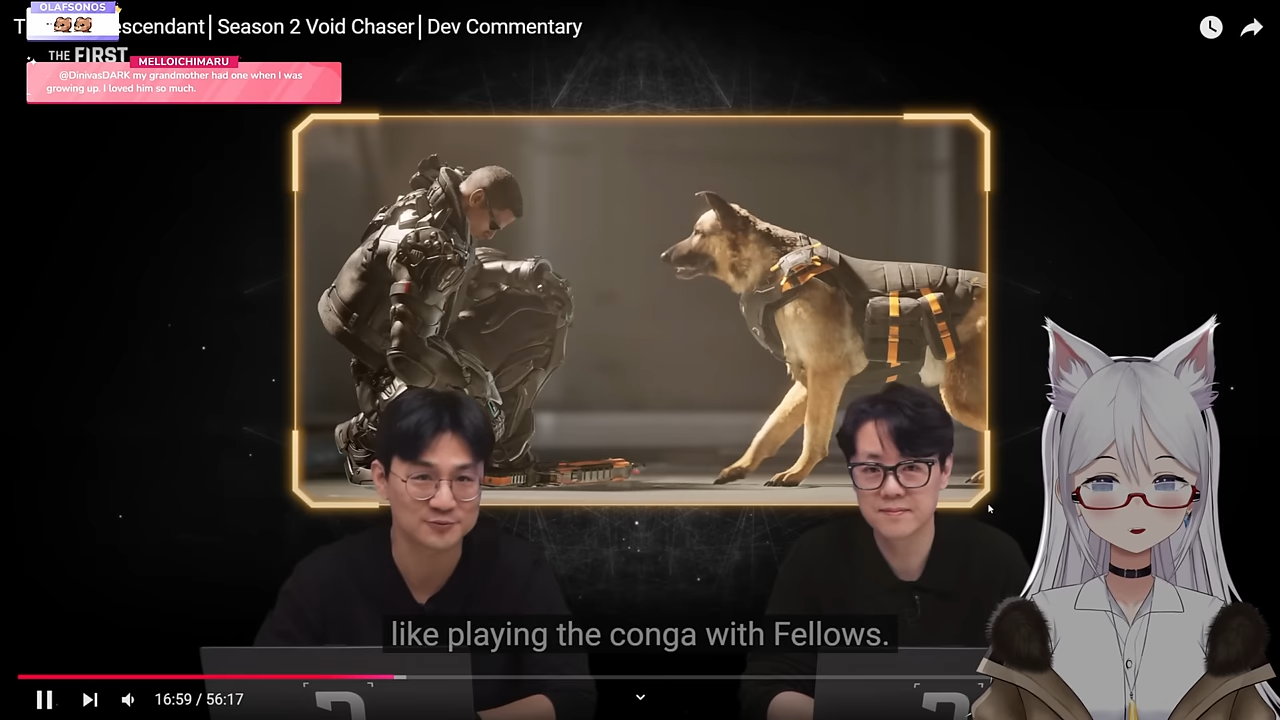 OLAFSONOS
escendant│Season 2 Void Chaser│Dev Commentary
THE FIRST
MELLOICHIMARU
@DinivasDARK my grandmother had one when I was
growing up. I loved him so much.
like playing the conga with Fellows.
16:59 / 56:17